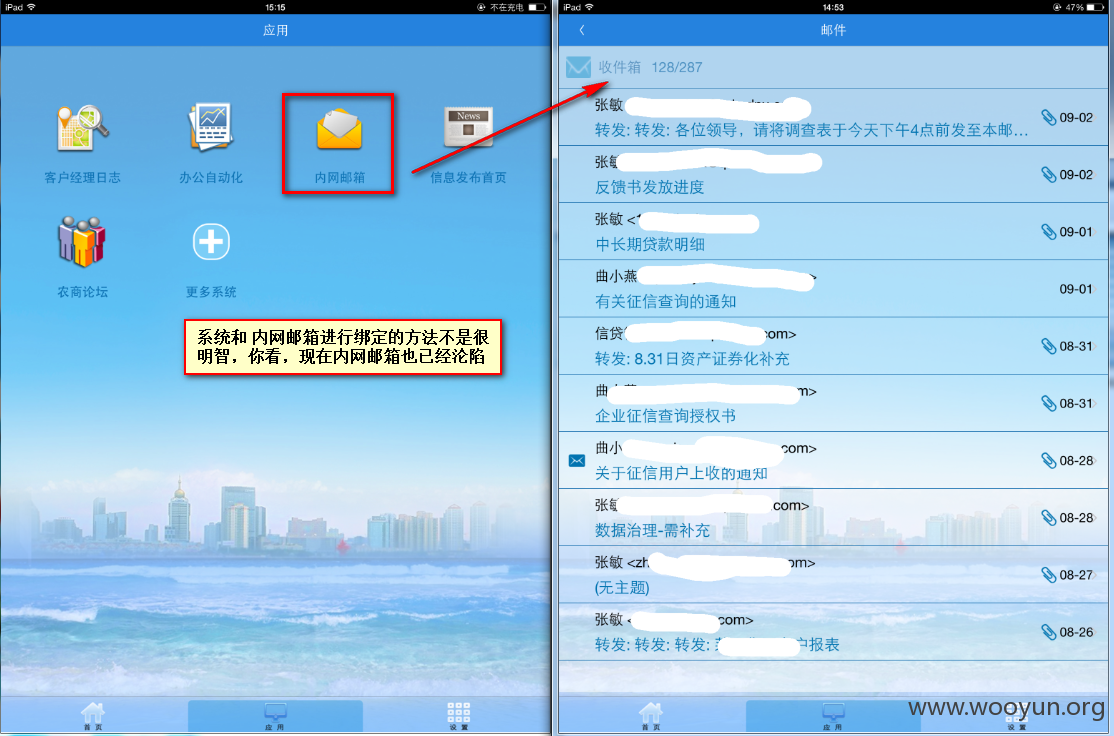 iPad
15:15
不在充电
应用
客户经理日志
办公自动化
内网邮箱
News
信息发布首页
农商论坛
更多系统
系统和 内网邮箱进行绑定的方法不是很
明智，你看，现在内网邮箱也已经沦陷
首页
应用
设置
iPad
14:53
47%
邮件
收件箱 128/287
张敏
转发: 转发: 各位领导，请将调查表于今天下午4点前发至本邮…
09-02
张敏
反馈书发放进度
09-02
张敏 <
中长期贷款明细
09-01
曲小燕
有关征信查询的通知
09-01
信贷 com>
转发: 8.31日资产证券化补充
08-31
曲小 m>
企业征信查询授权书
08-31
曲小 com>
关于征信用户上收的通知
08-28
张敏 com>
数据治理-需补充
08-28
张敏 <zh om>
(无主题)
08-27
张敏 < com>
转发: 转发: 转发: 户报表
08-26
首页
应用
设置
www.wooyun.org